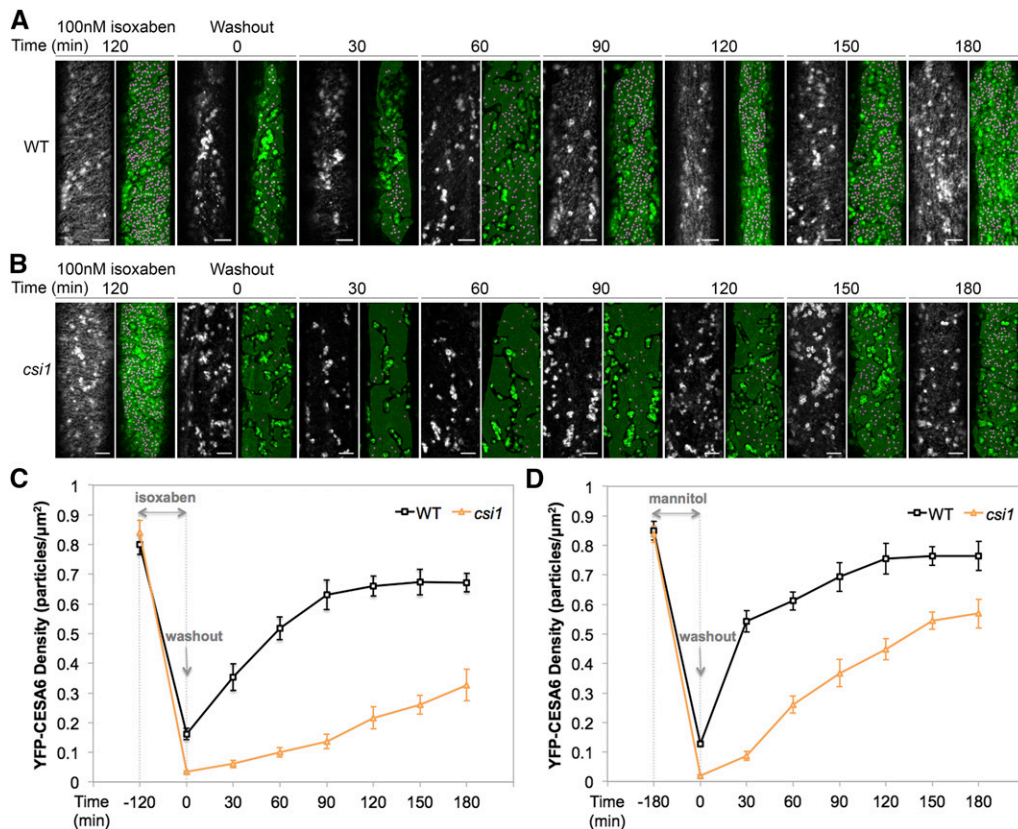 A
100nM isoxaben Washout
Time (min) 120 0 30 60 90 120 150 180
WT
B
100nM isoxaben Washout
Time (min) 120 0 30 60 90 120 150 180
csi1
C
YFP-CESA6 Density (particles/µm²)
1
0.9
0.8
0.7
0.6
0.5
0.4
0.3
0.2
0.1
0
isoxaben
WT csi1
washout
Time (min) -120 0 30 60 90 120 150 180
D
YFP-CESA6 Density (particles/µm²)
1
0.9
0.8
0.7
0.6
0.5
0.4
0.3
0.2
0.1
0
mannitol
WT csi1
washout
Time (min) -180 0 30 60 90 120 150 180